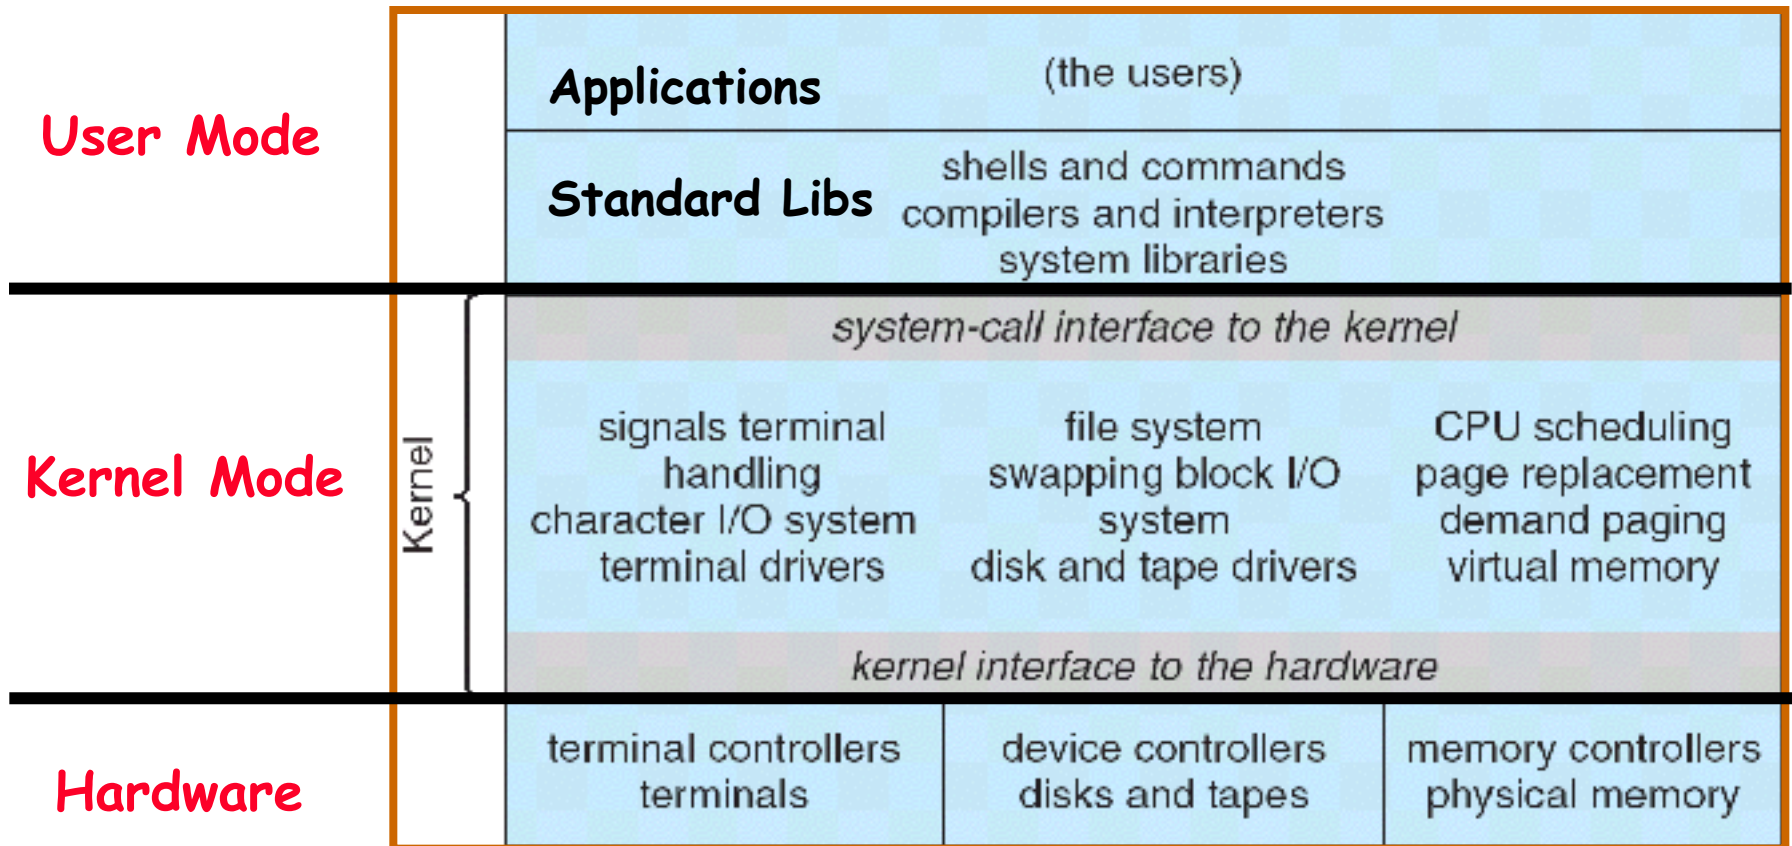 User Mode
Applications
(the users)
Standard Libs
shells and commands
compilers and interpreters
system libraries
Kernel Mode
Kernel
system-call interface to the kernel
signals terminal
handling
character I/O system
terminal drivers
file system
swapping block I/O
system
disk and tape drivers
CPU scheduling
page replacement
demand paging
virtual memory
kernel interface to the hardware
Hardware
terminal controllers
terminals
device controllers
disks and tapes
memory controllers
physical memory